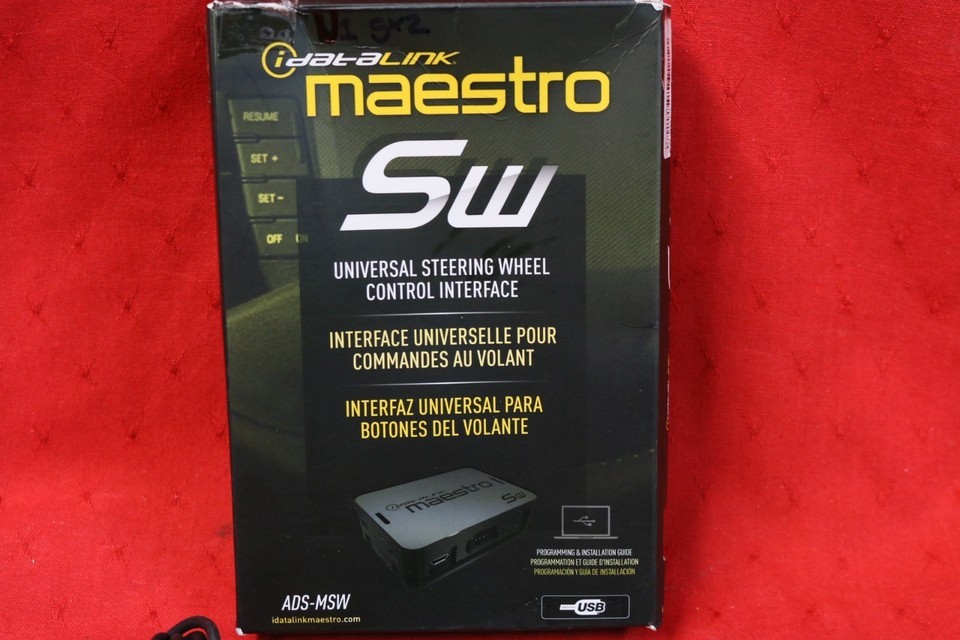 iDataLink
maestro
RESUME
SET +
SET -
OFF ON
SW
UNIVERSAL STEERING WHEEL
CONTROL INTERFACE
INTERFACE UNIVERSELLE POUR
COMMANDES AU VOLANT
INTERFAZ UNIVERSAL PARA
BOTONES DEL VOLANTE
maestro
SW
PROGRAMMING & INSTALLATION GUIDE
PROGRAMMATION ET GUIDE D'INSTALLATION
PROGRAMACIÓN Y GUIA DE INSTALACIÓN
ADS-MSW
USB
idatalinkmaestro.com